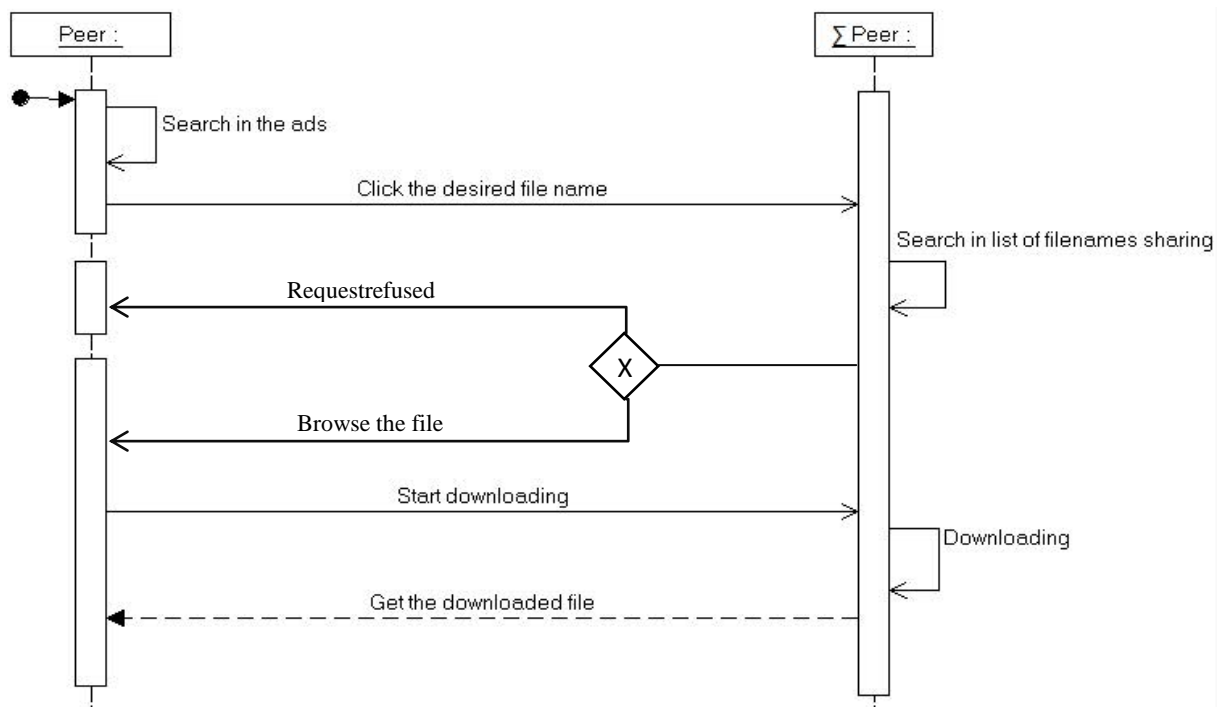 Peer :
∑ Peer :
Search in the ads
Click the desired file name
Search in list of filenames sharing
Requestrefused
X
Browse the file
Start downloading
Downloading
Get the downloaded file